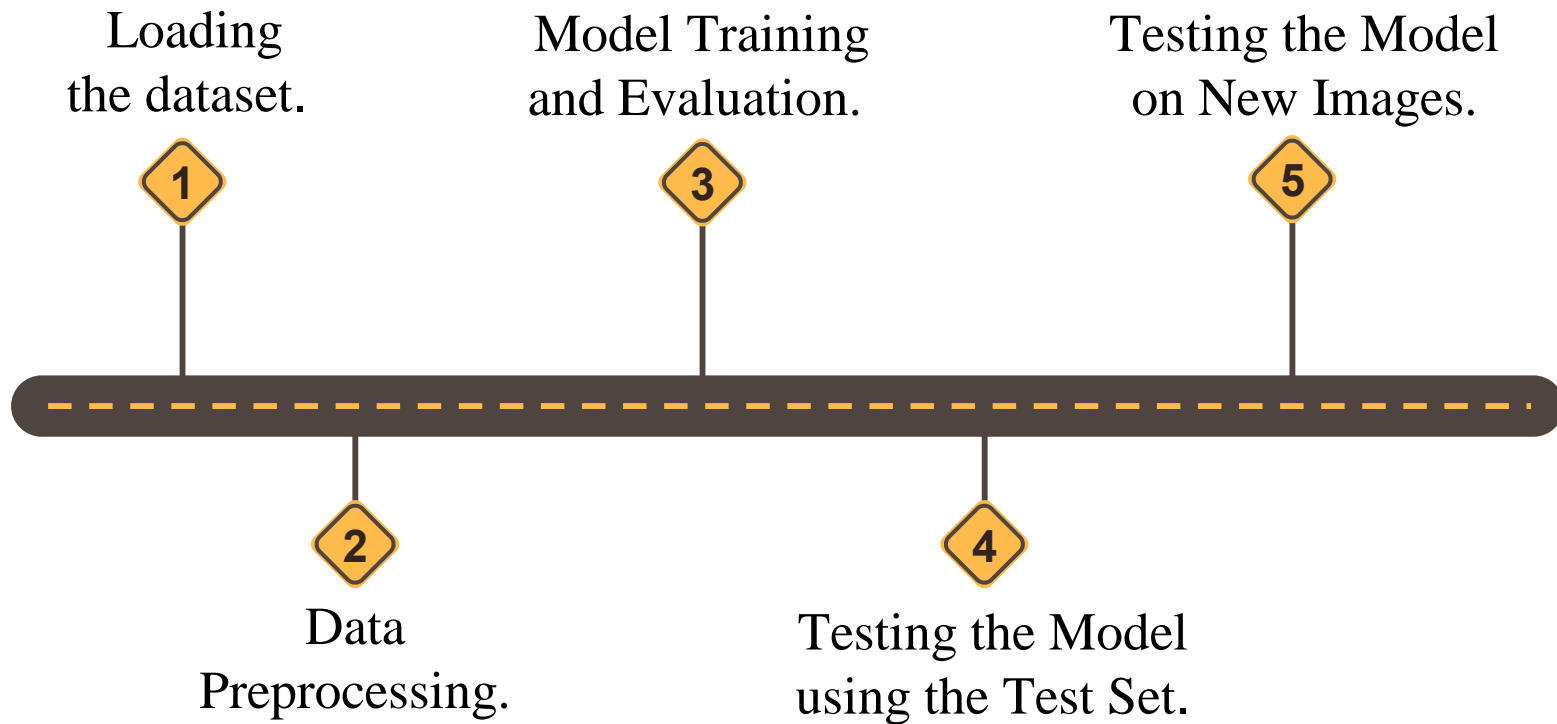 Loading
the dataset.
1
Data
Preprocessing.
2
Model Training
and Evaluation.
3
Testing the Model
using the Test Set.
4
Testing the Model
on New Images.
5